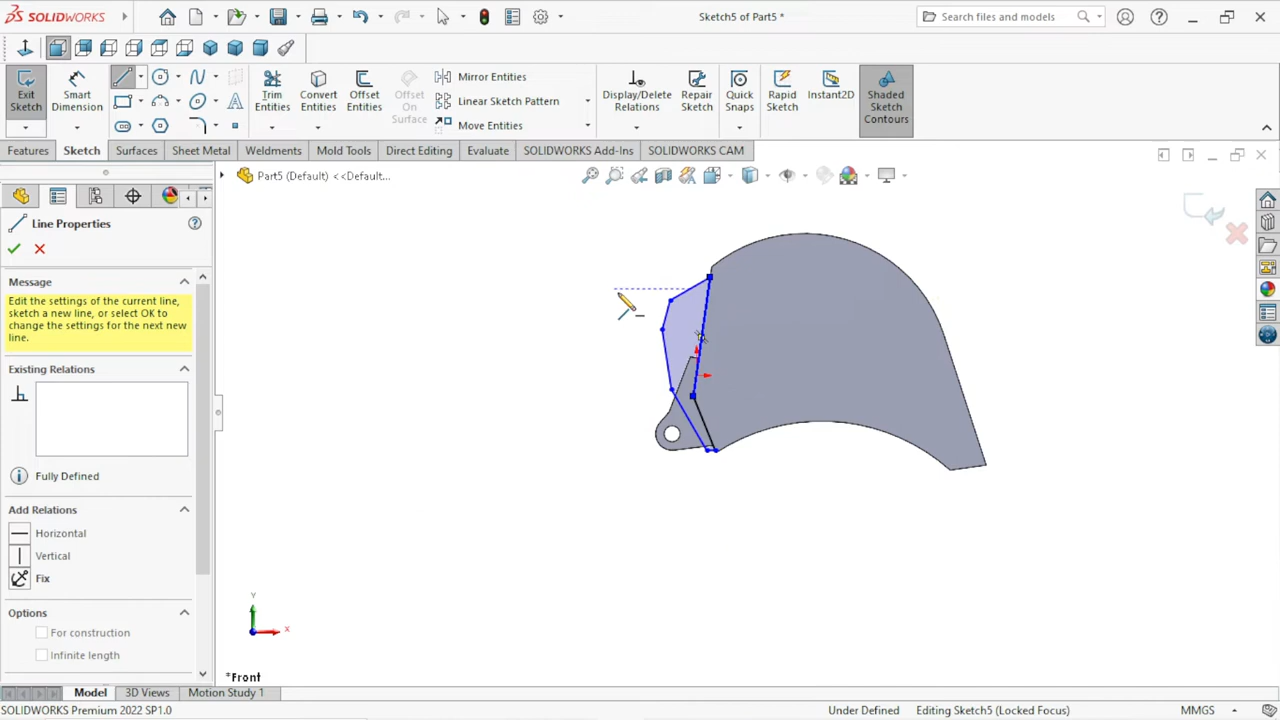 SOLIDWORKS
Sketch5 of Part5 *
Search files and models
Exit Sketch
Smart Dimension
Trim Entities
Convert Entities
Offset Entities
Offset On Surface
Mirror Entities
Linear Sketch Pattern
Move Entities
Display/Delete Relations
Repair Sketch
Quick Snaps
Rapid Sketch
Instant2D
Shaded Sketch Contours
Features
Sketch
Surfaces
Sheet Metal
Weldments
Mold Tools
Direct Editing
Evaluate
SOLIDWORKS Add-Ins
SOLIDWORKS CAM
Part5 (Default) <<Default...
Line Properties
Message
Edit the settings of the current line,
sketch a new line, or select OK to
change the settings for the next new
line.
Existing Relations
Fully Defined
Add Relations
Horizontal
Vertical
Fix
Options
For construction
Infinite length
Y
X
*Front
Model
3D Views
Motion Study 1
SOLIDWORKS Premium 2022 SP1.0
Under Defined
Editing Sketch5 (Locked Focus)
MMGS